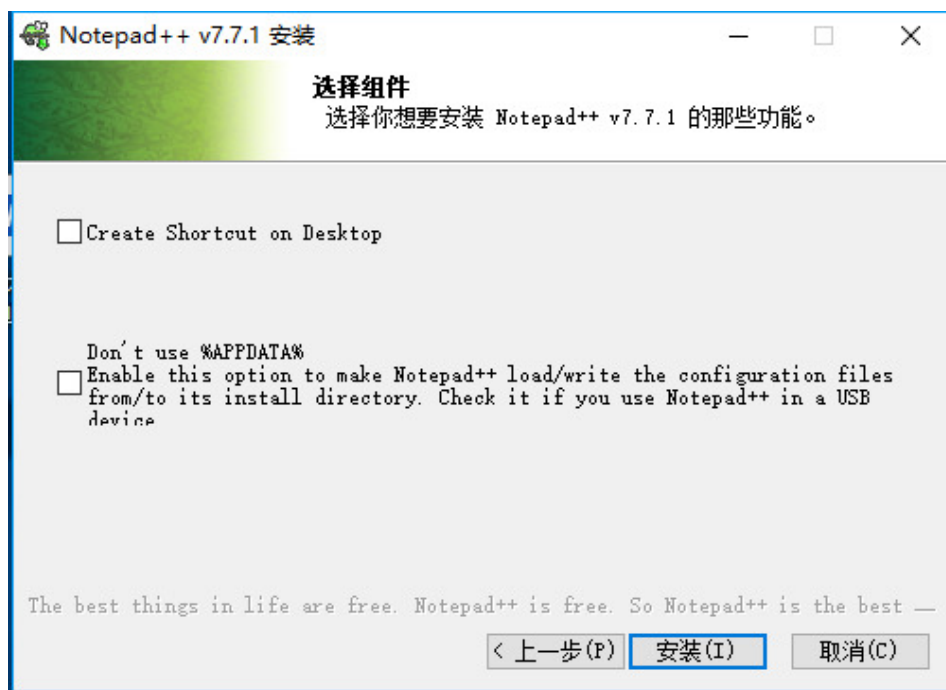 Notepad++ v7.7.1 安装
选择组件
选择你想要安装 Notepad++ v7.7.1 的那些功能。
Create Shortcut on Desktop
Don't use %APPDATA%
Enable this option to make Notepad++ load/write the configuration files
from/to its install directory. Check it if you use Notepad++ in a USB
device
The best things in life are free. Notepad++ is free. So Notepad++ is the best
< 上一步(P)
安装(I)
取消(C)